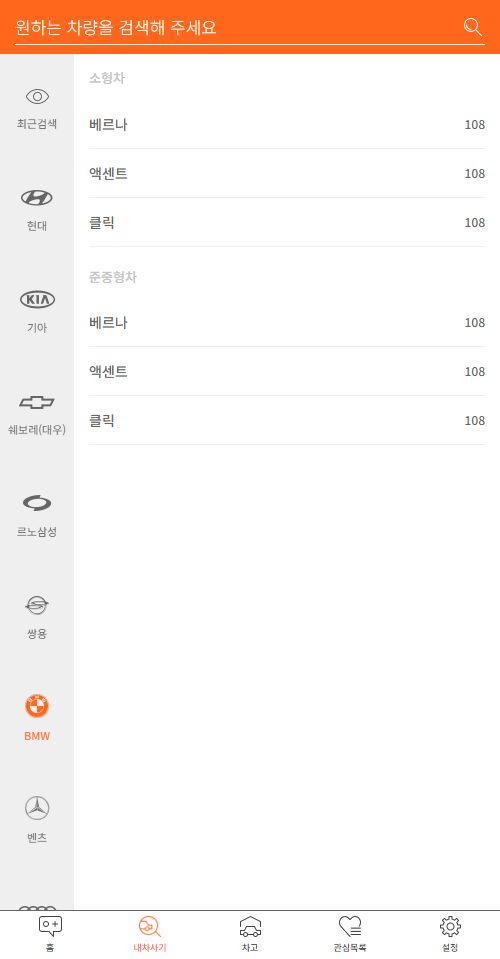 원하는 차량을 검색해 주세요
최근검색
현대
KIA
기아
쉐보레(대우)
르노삼성
쌍용
BMW
벤츠
소형차
베르나 108
액센트 108
클릭 108
준중형차
베르나 108
액센트 108
클릭 108
홈
내차사기
차고
관심목록
설정